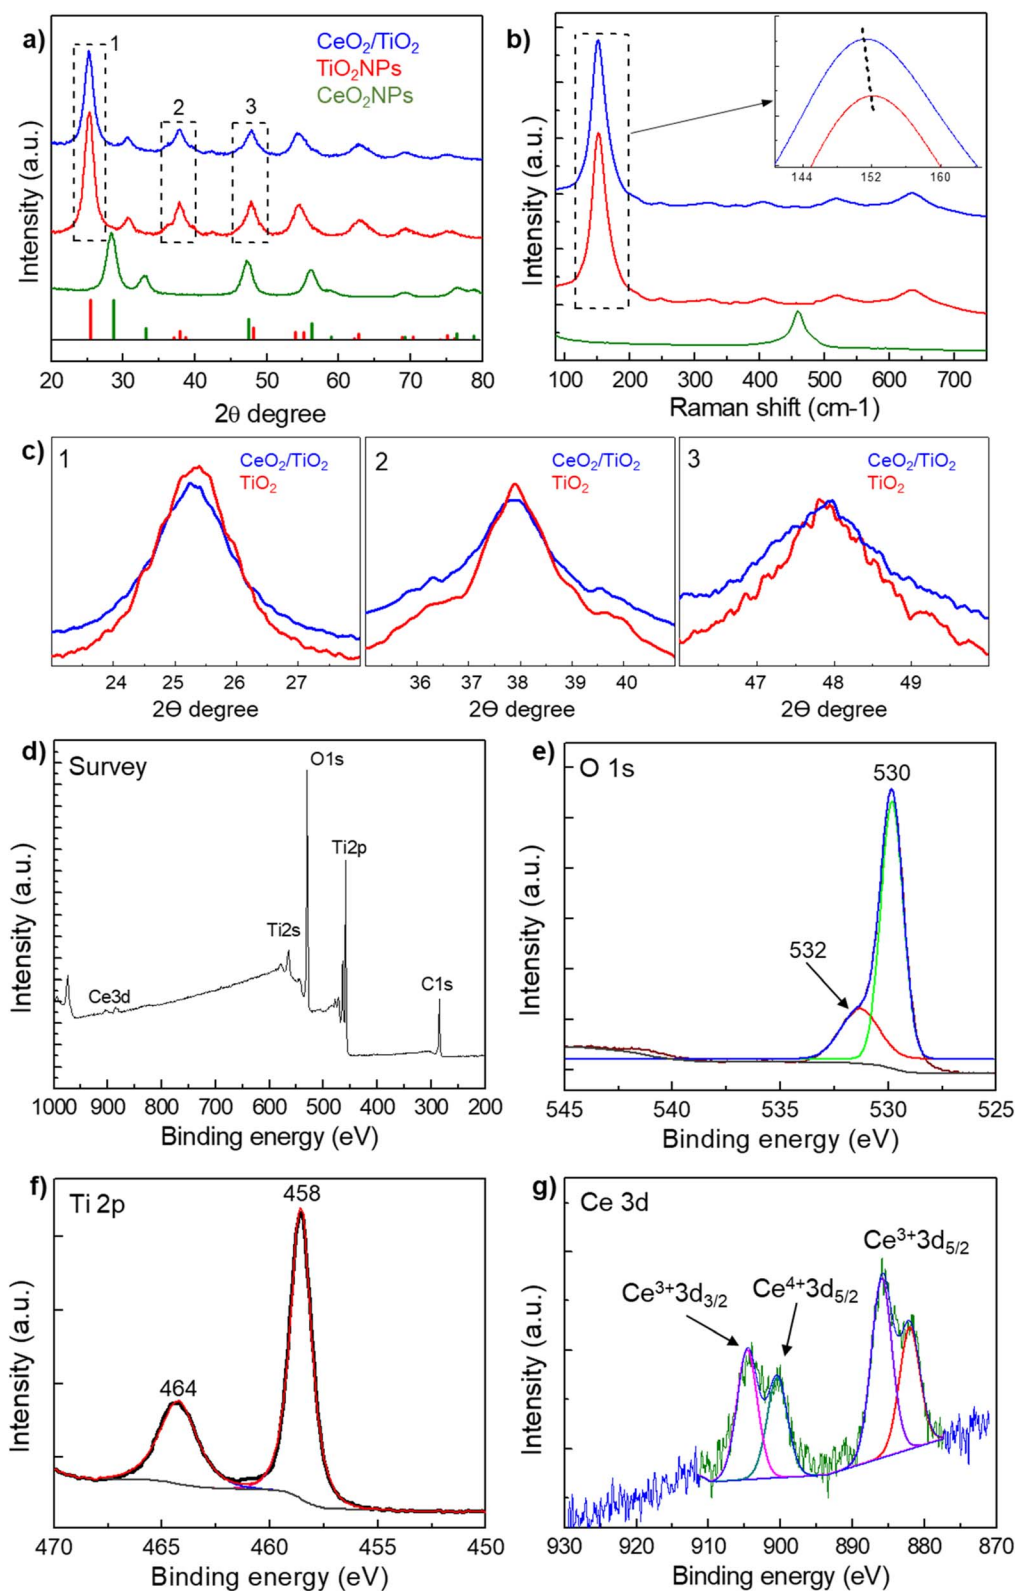 a)
1
2
3
CeO₂/TiO₂
TiO₂NPs
CeO₂NPs
Intensity (a.u.)
20 30 40 50 60 70 80
2θ degree
b)
144 152 160
Intensity (a.u.)
100 200 300 400 500 600 700
Raman shift (cm-1)
c)
1
CeO₂/TiO₂
TiO₂
24 25 26 27
2Θ degree
2
CeO₂/TiO₂
TiO₂
36 37 38 39 40
2Θ degree
3
CeO₂/TiO₂
TiO₂
47 48 49
2Θ degree
d)
Survey
O1s
Ti2p
Ti2s
Ce3d
C1s
Intensity (a.u.)
1000 900 800 700 600 500 400 300 200
Binding energy (eV)
e)
O 1s
530
532
Intensity (a.u.)
545 540 535 530 525
Binding energy (eV)
f)
Ti 2p
458
464
Intensity (a.u.)
470 465 460 455 450
Binding energy (eV)
g)
Ce 3d
Ce³⁺3d₅/₂
Ce³⁺3d₃/₂
Ce⁴⁺3d₅/₂
Intensity (a.u.)
930 920 910 900 890 880 870
Binding energy (eV)